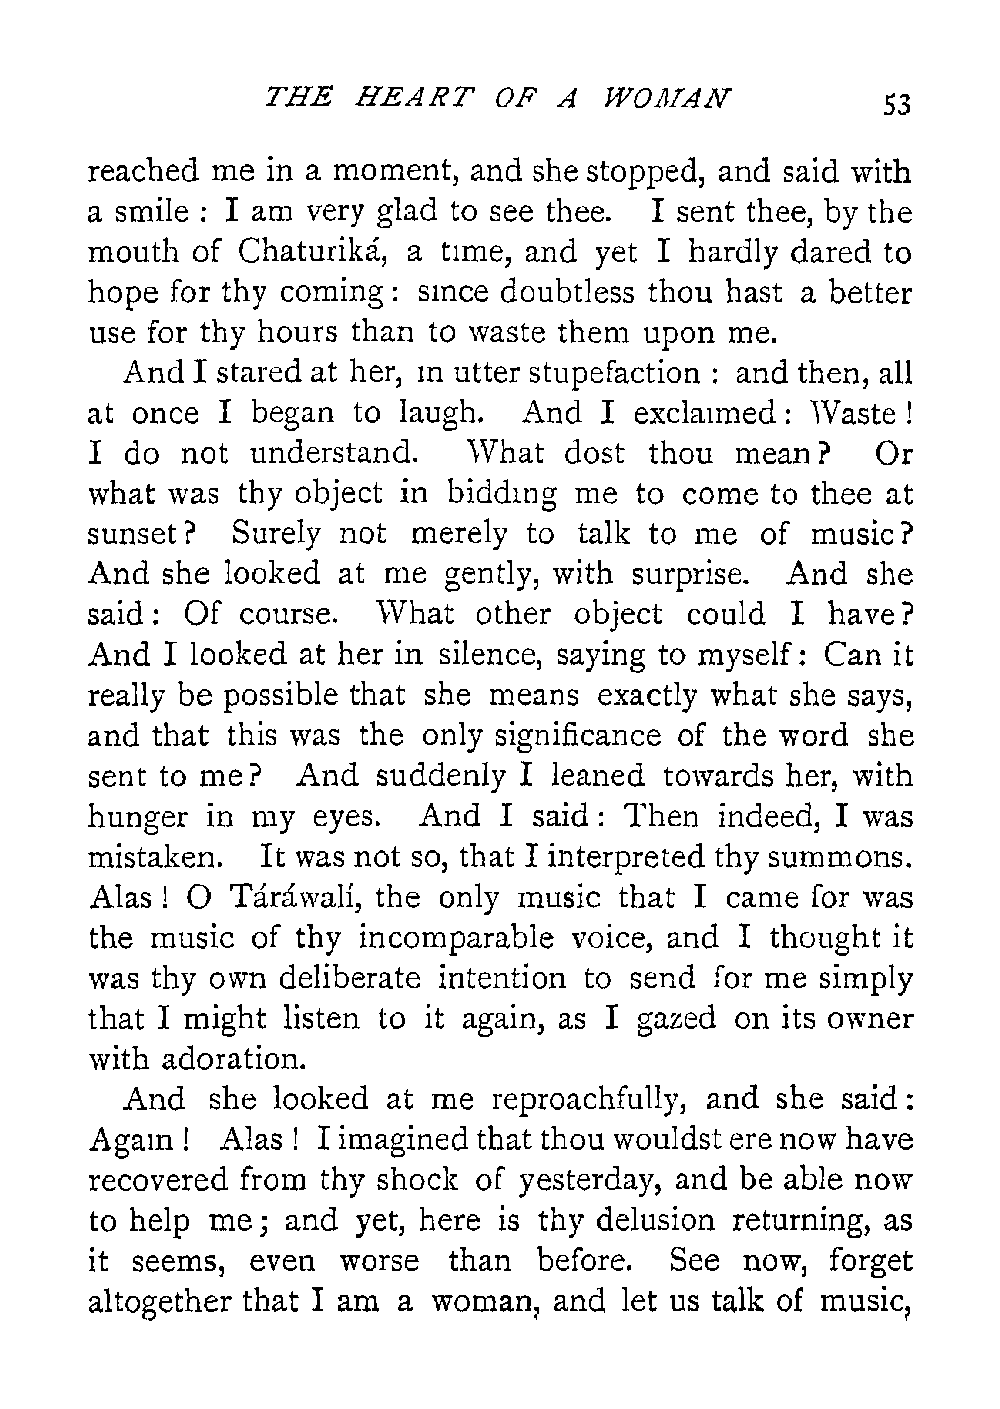 THE HEART OF A WOMAN 53
reached me in a moment, and she stopped, and said with
a smile : I am very glad to see thee. I sent thee, by the
mouth of Chaturiká, a time, and yet I hardly dared to
hope for thy coming : since doubtless thou hast a better
use for thy hours than to waste them upon me.
And I stared at her, in utter stupefaction : and then, all
at once I began to laugh. And I exclaimed : Waste !
I do not understand. What dost thou mean ? Or
what was thy object in bidding me to come to thee at
sunset ? Surely not merely to talk to me of music ?
And she looked at me gently, with surprise. And she
said : Of course. What other object could I have ?
And I looked at her in silence, saying to myself : Can it
really be possible that she means exactly what she says,
and that this was the only significance of the word she
sent to me ? And suddenly I leaned towards her, with
hunger in my eyes. And I said : Then indeed, I was
mistaken. It was not so, that I interpreted thy summons.
Alas ! O Táráwalí, the only music that I came for was
the music of thy incomparable voice, and I thought it
was thy own deliberate intention to send for me simply
that I might listen to it again, as I gazed on its owner
with adoration.
And she looked at me reproachfully, and she said :
Again ! Alas ! I imagined that thou wouldst ere now have
recovered from thy shock of yesterday, and be able now
to help me ; and yet, here is thy delusion returning, as
it seems, even worse than before. See now, forget
altogether that I am a woman, and let us talk of music,